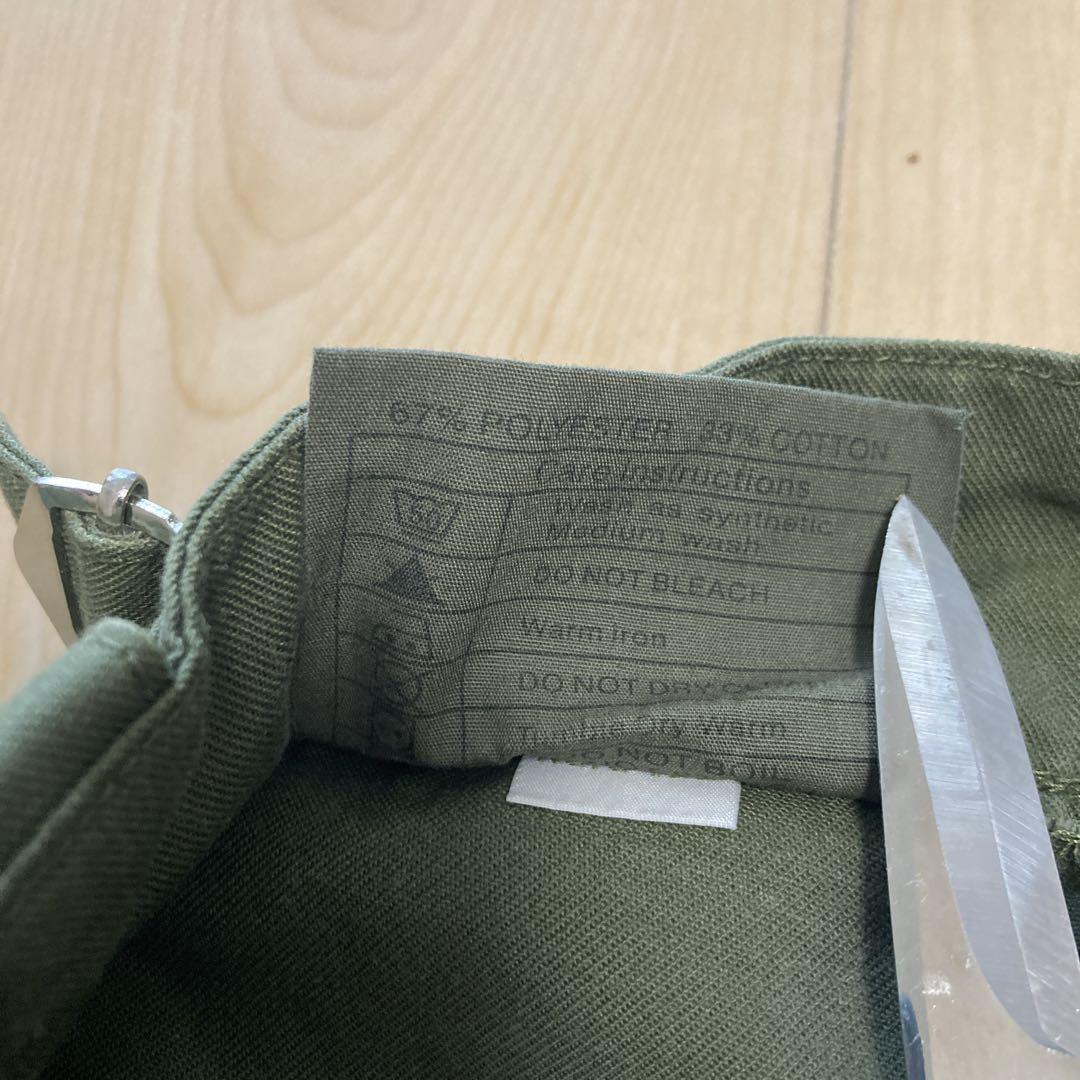 67% POLYESTER 33% COTTON
Care instructions
Wash as synthetic
Medium wash
DO NOT BLEACH
Warm iron
DO NOT DRY
Tumble Dry Warm
DO NOT BOIL